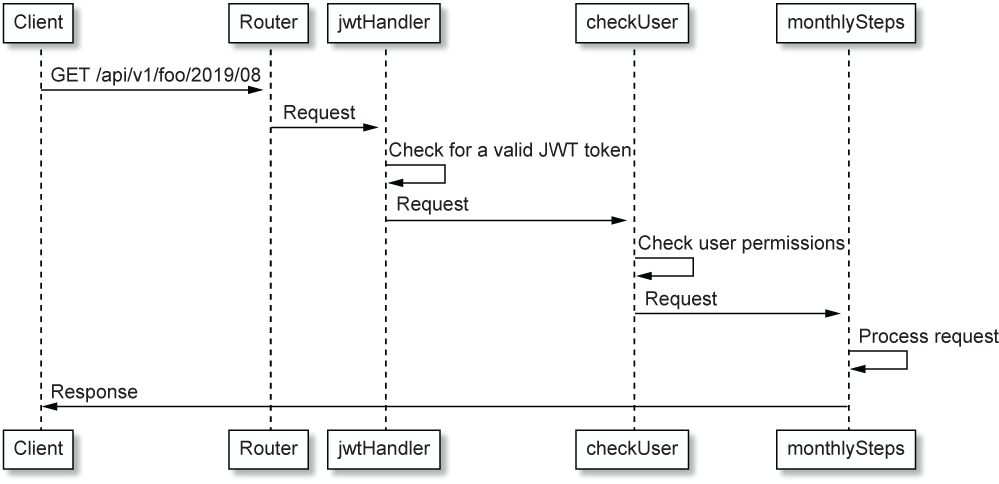 Client Router jwtHandler checkUser monthlySteps
GET /api/v1/foo/2019/08
Request
Check for a valid JWT token
Request
Check user permissions
Request
Process request
Response
Client Router jwtHandler checkUser monthlySteps